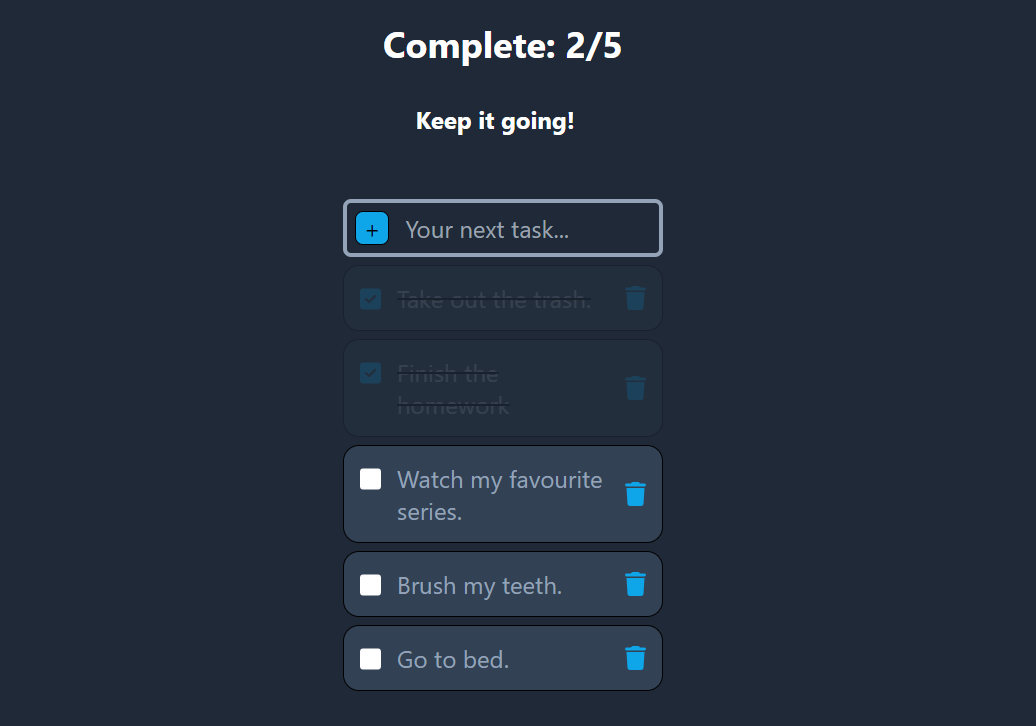 Complete: 2/5
Keep it going!
+ Your next task...
Take out the trash.
Finish the
homework
Watch my favourite
series.
Brush my teeth.
Go to bed.